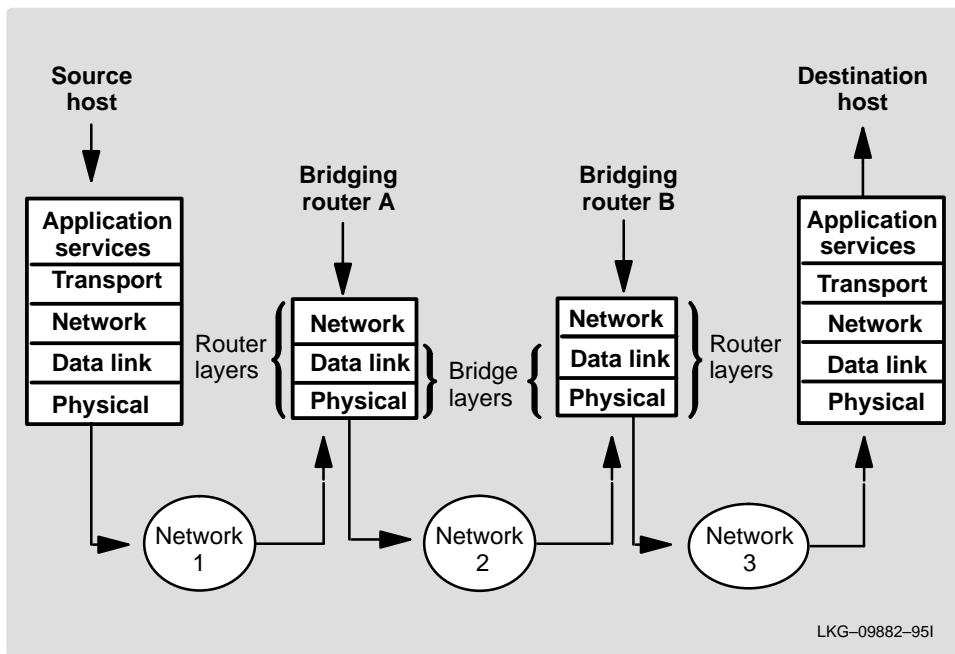 Source
host
Destination
host
Bridging
router A
Bridging
router B
Application
services
Transport
Network
Data link
Physical
Router
layers
Network
Data link
Physical
Bridge
layers
Network
Data link
Physical
Router
layers
Application
services
Transport
Network
Data link
Physical
Network
1
Network
2
Network
3
LKG–09882–95I